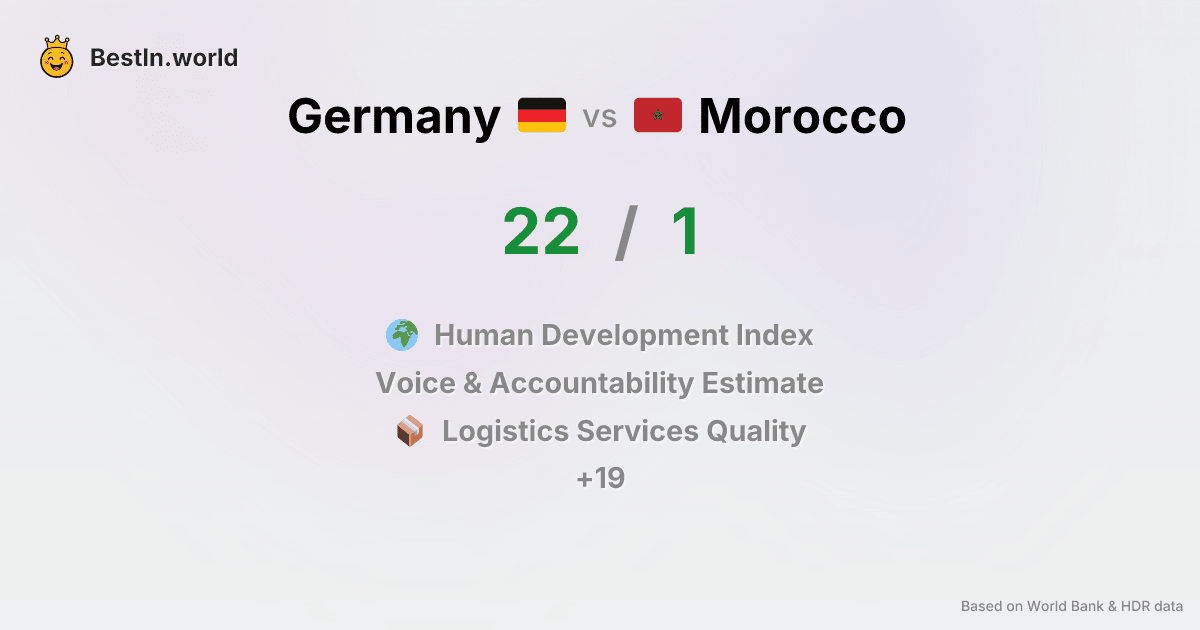 BestIn.world
Germany vs Morocco
22 / 1
Human Development Index
Voice & Accountability Estimate
Logistics Services Quality
+19
Based on World Bank & HDR data